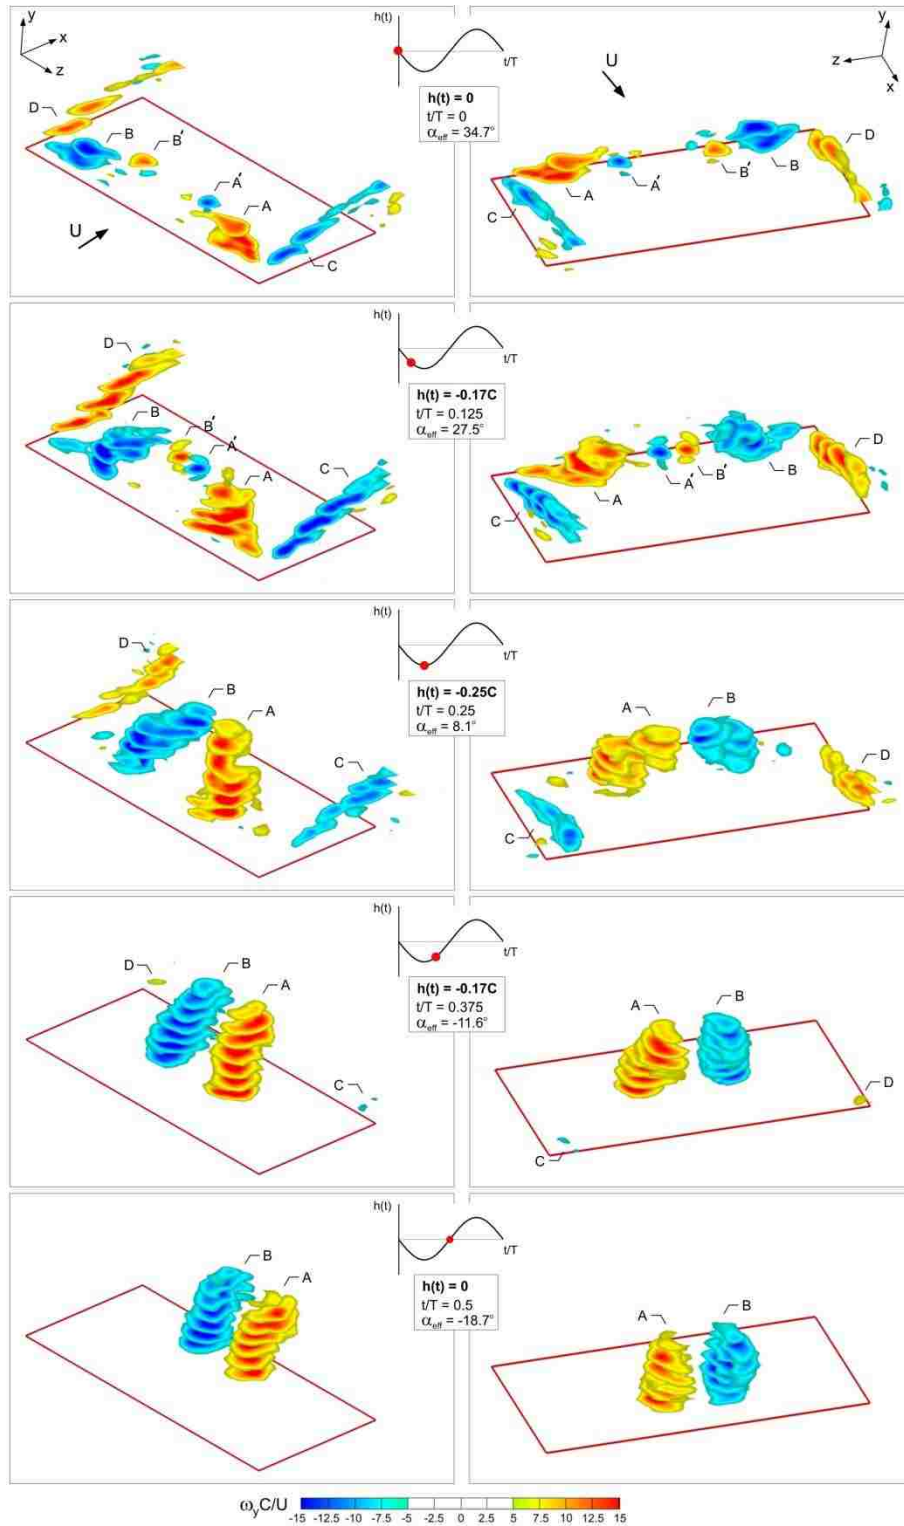 y
x
z
D
B
B′
A′
A
C
U
h(t)
t/T
h(t) = 0
t/T = 0
αeff = 34.7°
U
y
z
x
A
A′
B′
B
D
C
D
B
B′
A′
A
C
h(t)
t/T
h(t) = -0.17C
t/T = 0.125
αeff = 27.5°
A
A′
B′
B
D
C
D
B
A
C
h(t)
t/T
h(t) = -0.25C
t/T = 0.25
αeff = 8.1°
A
B
D
C
D
B
A
C
h(t)
t/T
h(t) = -0.17C
t/T = 0.375
αeff = -11.6°
A
B
D
C
B
A
h(t)
t/T
h(t) = 0
t/T = 0.5
αeff = -18.7°
A
B
ωyC/U
-15 -12.5 -10 -7.5 -5 -2.5 0 2.5 5 7.5 10 12.5 15